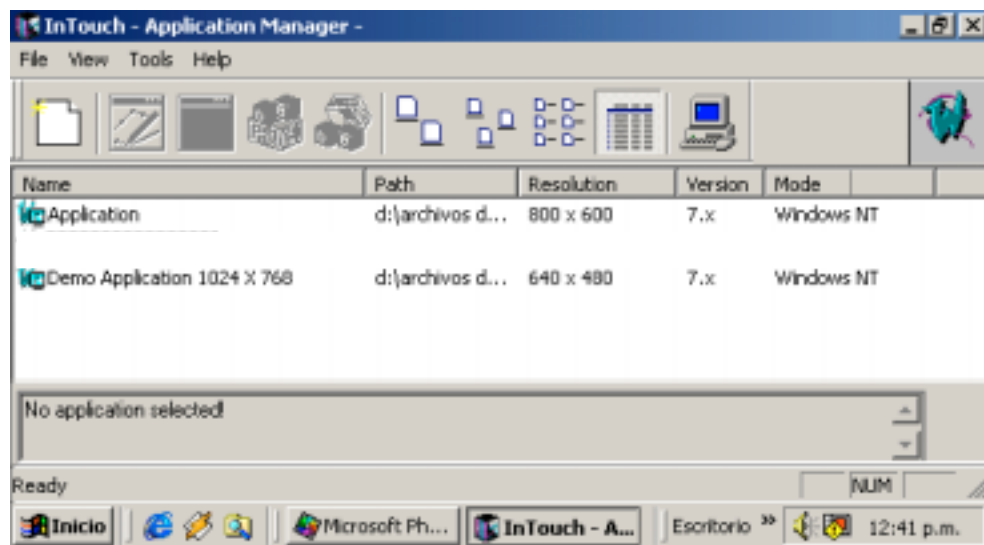 InTouch - Application Manager -
File View Tools Help
Name Path Resolution Version Mode
Application d:\archivos d... 800 x 600 7.x Windows NT
Demo Application 1024 X 768 d:\archivos d... 640 x 480 7.x Windows NT
No application selected!
Ready NUM
Inicio Microsoft Ph... InTouch - A... Escritorio » 12:41 p.m.